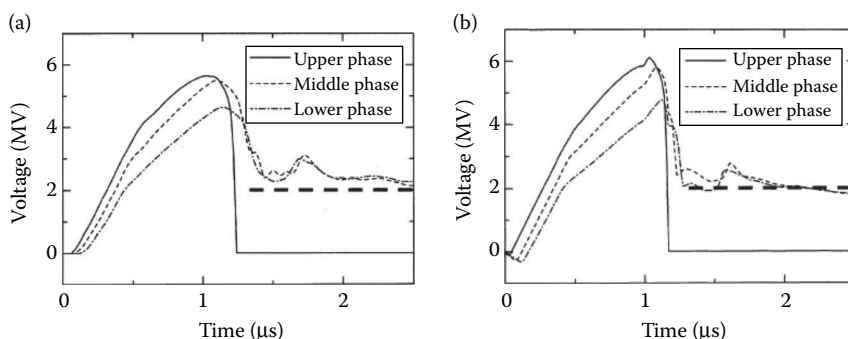 (a)
Voltage (MV)
6
4
2
0
Upper phase
Middle phase
Lower phase
0
1
2
Time (μs)
(b)
Voltage (MV)
6
4
2
0
Upper phase
Middle phase
Lower phase
0
1
2
Time (μs)